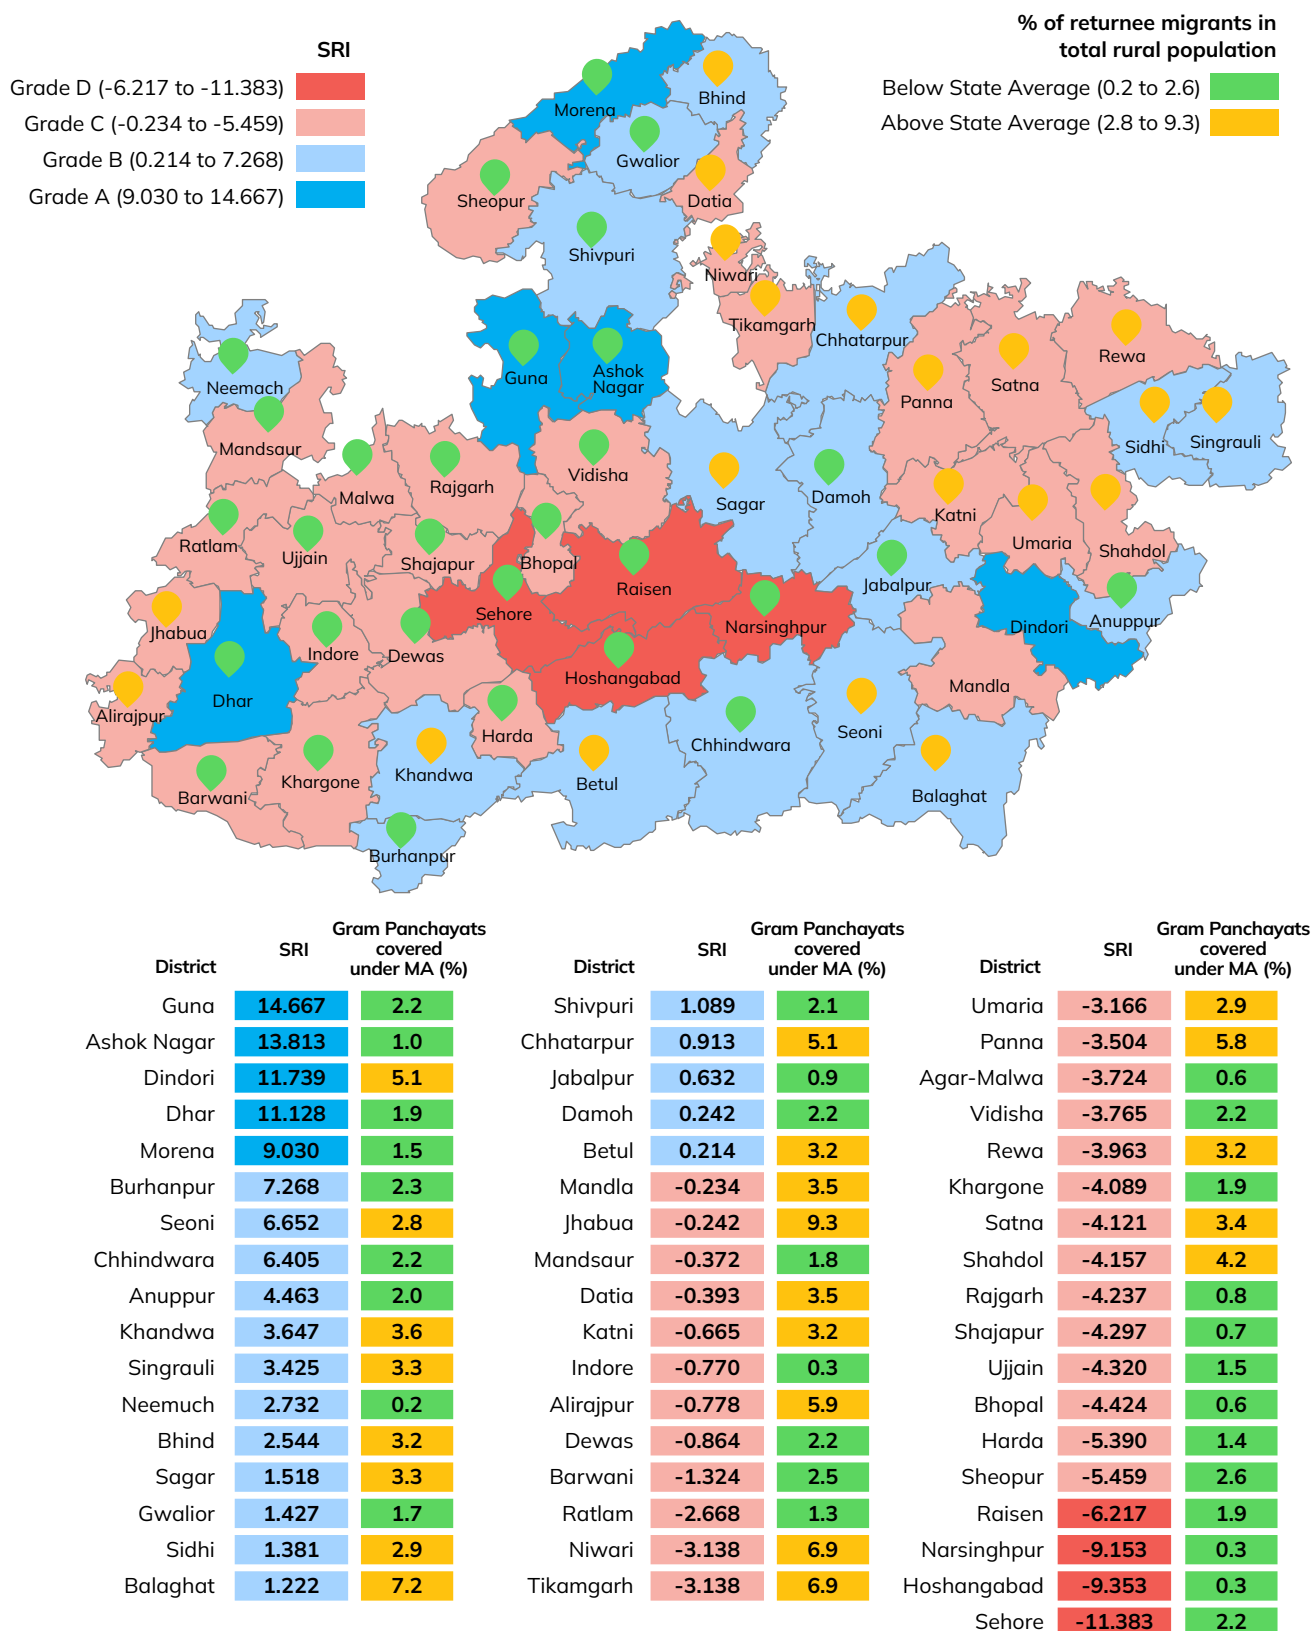 SRI
Grade D (-6.217 to -11.383)
Grade C (-0.234 to -5.459)
Grade B (0.214 to 7.268)
Grade A (9.030 to 14.667)
% of returnee migrants in
total rural population
Below State Average (0.2 to 2.6)
Above State Average (2.8 to 9.3)
Morena
Bhind
Gwalior
Sheopur
Datia
Shivpuri
Niwari
Tikamgarh
Chhatarpur
Rewa
Guna
Ashok
Nagar
Satna
Neemach
Panna
Sidhi
Singrauli
Mandsaur
Malwa
Rajgarh
Vidisha
Sagar
Damoh
Katni
Ratlam
Ujjain
Shajapur
Bhopal
Umaria
Shahdol
Raisen
Jabalpur
Sehore
Narsinghpur
Dindori
Anuppur
Jhabua
Indore
Dewas
Hoshangabad
Mandla
Dhar
Alirajpur
Harda
Chhindwara
Seoni
Khandwa
Betul
Khargone
Barwani
Balaghat
Burhanpur
District SRI Gram Panchayats
covered
under MA (%)
Guna 14.667 2.2
Ashok Nagar 13.813 1.0
Dindori 11.739 5.1
Dhar 11.128 1.9
Morena 9.030 1.5
Burhanpur 7.268 2.3
Seoni 6.652 2.8
Chhindwara 6.405 2.2
Anuppur 4.463 2.0
Khandwa 3.647 3.6
Singrauli 3.425 3.3
Neemuch 2.732 0.2
Bhind 2.544 3.2
Sagar 1.518 3.3
Gwalior 1.427 1.7
Sidhi 1.381 2.9
Balaghat 1.222 7.2
District SRI Gram Panchayats
covered
under MA (%)
Shivpuri 1.089 2.1
Chhatarpur 0.913 5.1
Jabalpur 0.632 0.9
Damoh 0.242 2.2
Betul 0.214 3.2
Mandla -0.234 3.5
Jhabua -0.242 9.3
Mandsaur -0.372 1.8
Datia -0.393 3.5
Katni -0.665 3.2
Indore -0.770 0.3
Alirajpur -0.778 5.9
Dewas -0.864 2.2
Barwani -1.324 2.5
Ratlam -2.668 1.3
Niwari -3.138 6.9
Tikamgarh -3.138 6.9
District SRI Gram Panchayats
covered
under MA (%)
Umaria -3.166 2.9
Panna -3.504 5.8
Agar-Malwa -3.724 0.6
Vidisha -3.765 2.2
Rewa -3.963 3.2
Khargone -4.089 1.9
Satna -4.121 3.4
Shahdol -4.157 4.2
Rajgarh -4.237 0.8
Shajapur -4.297 0.7
Ujjain -4.320 1.5
Bhopal -4.424 0.6
Harda -5.390 1.4
Sheopur -5.459 2.6
Raisen -6.217 1.9
Narsinghpur -9.153 0.3
Hoshangabad -9.353 0.3
Sehore -11.383 2.2